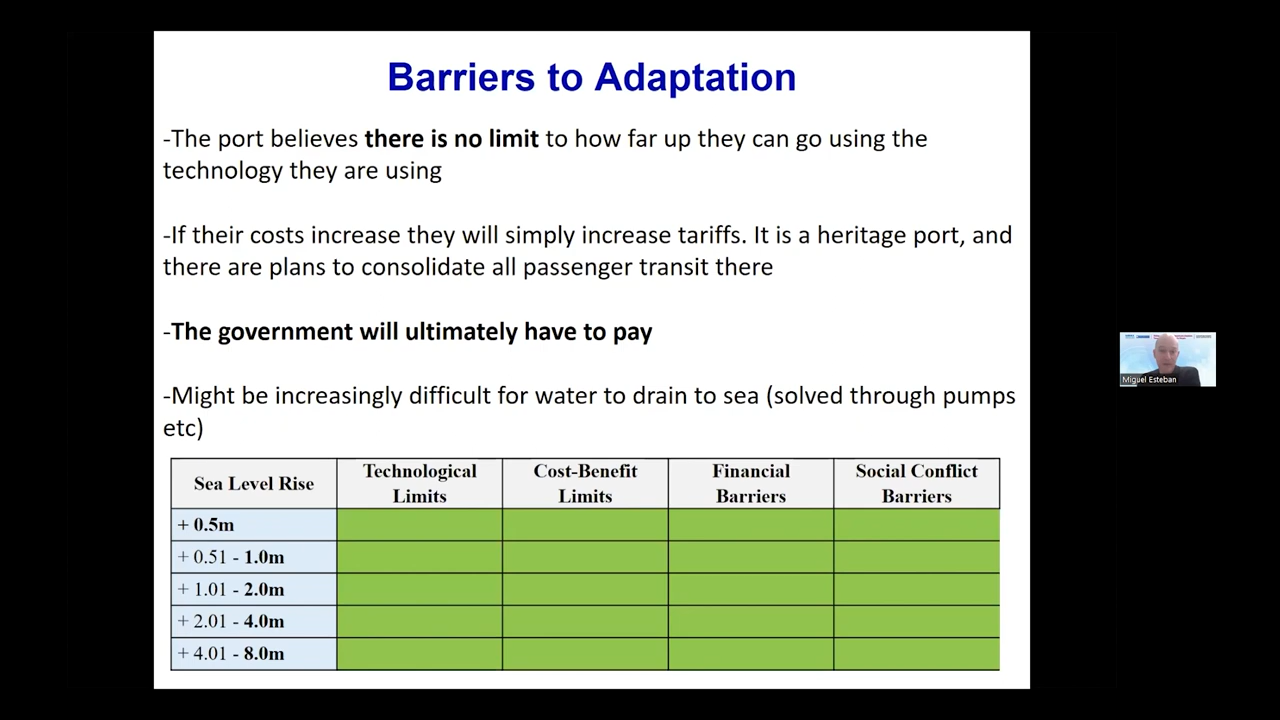 Barriers to Adaptation
-The port believes there is no limit to how far up they can go using the
technology they are using
-If their costs increase they will simply increase tariffs. It is a heritage port, and
there are plans to consolidate all passenger transit there
-The government will ultimately have to pay
-Might be increasingly difficult for water to drain to sea (solved through pumps
etc)
Sea Level Rise
Technological
Limits
Cost-Benefit
Limits
Financial
Barriers
Social Conflict
Barriers
+ 0.5m
+ 0.51 - 1.0m
+ 1.01 - 2.0m
+ 2.01 - 4.0m
+ 4.01 - 8.0m
Miguel Esteban